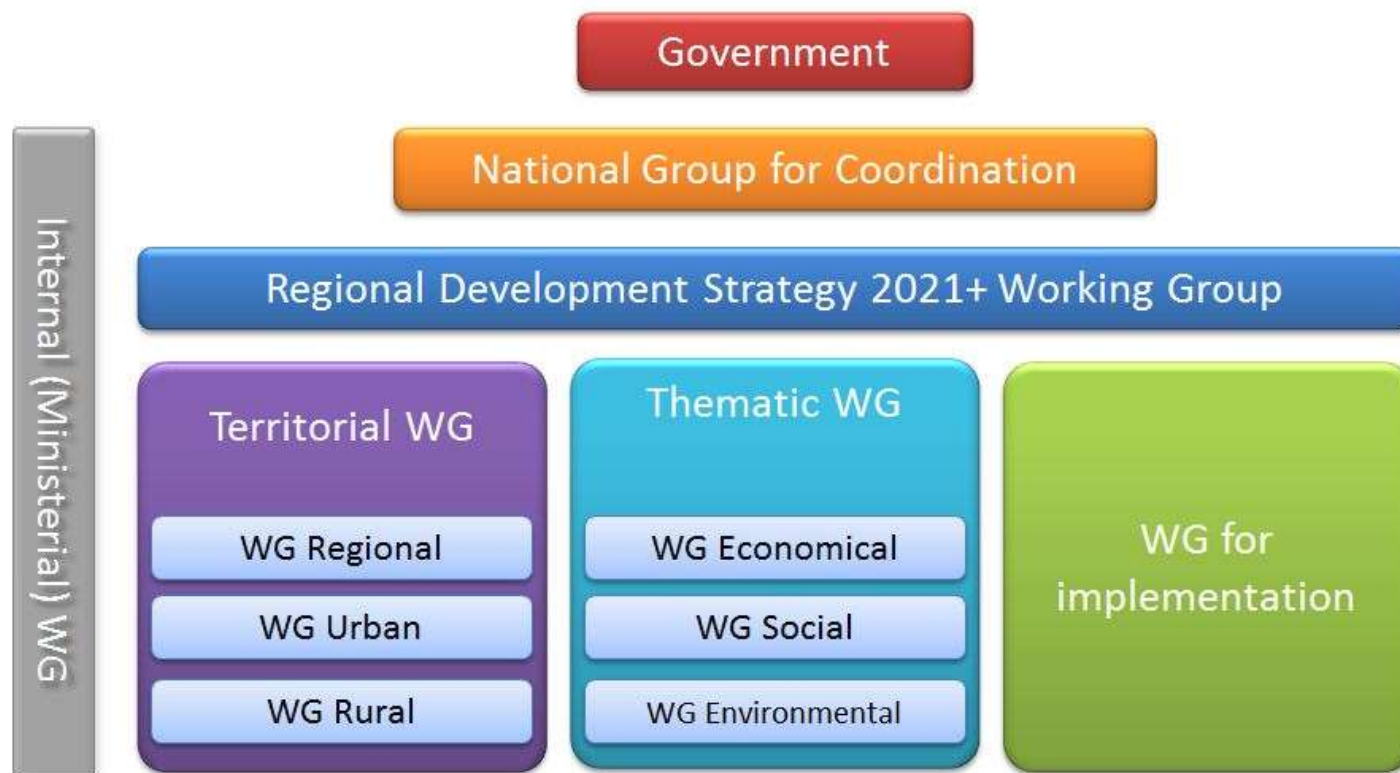 Government
National Group for Coordination
Internal (Ministerial) WG
Regional Development Strategy 2021+ Working Group
Territorial WG
WG Regional
WG Urban
WG Rural
Thematic WG
WG Economical
WG Social
WG Environmental
WG for
implementation